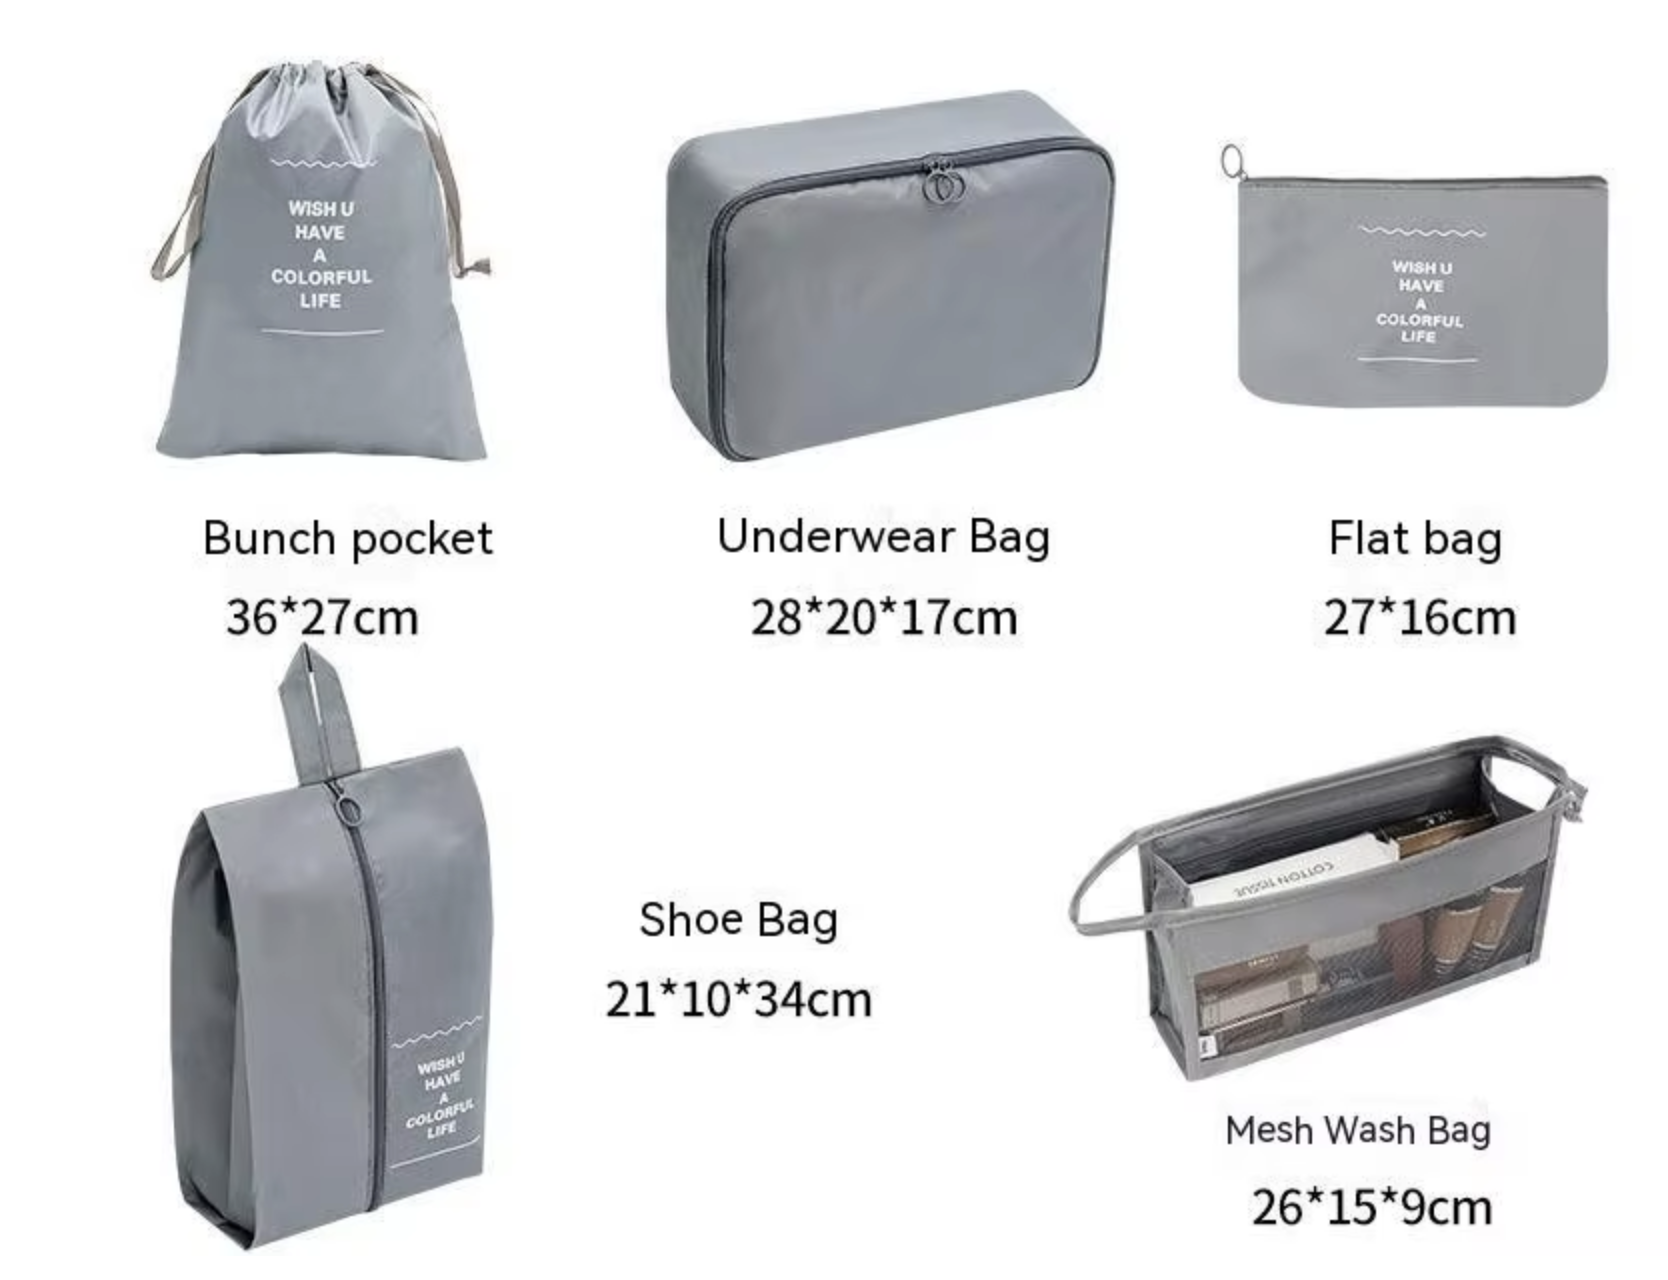 WISH U
HAVE
A
COLORFUL
LIFE
WISH U
HAVE
A
COLORFUL
LIFE
Bunch pocket
36*27cm
Underwear Bag
28*20*17cm
Flat bag
27*16cm
COTTON TISSUE
Shoe Bag
21*10*34cm
WISH U
HAVE
A
COLORFUL
LIFE
Mesh Wash Bag
26*15*9cm